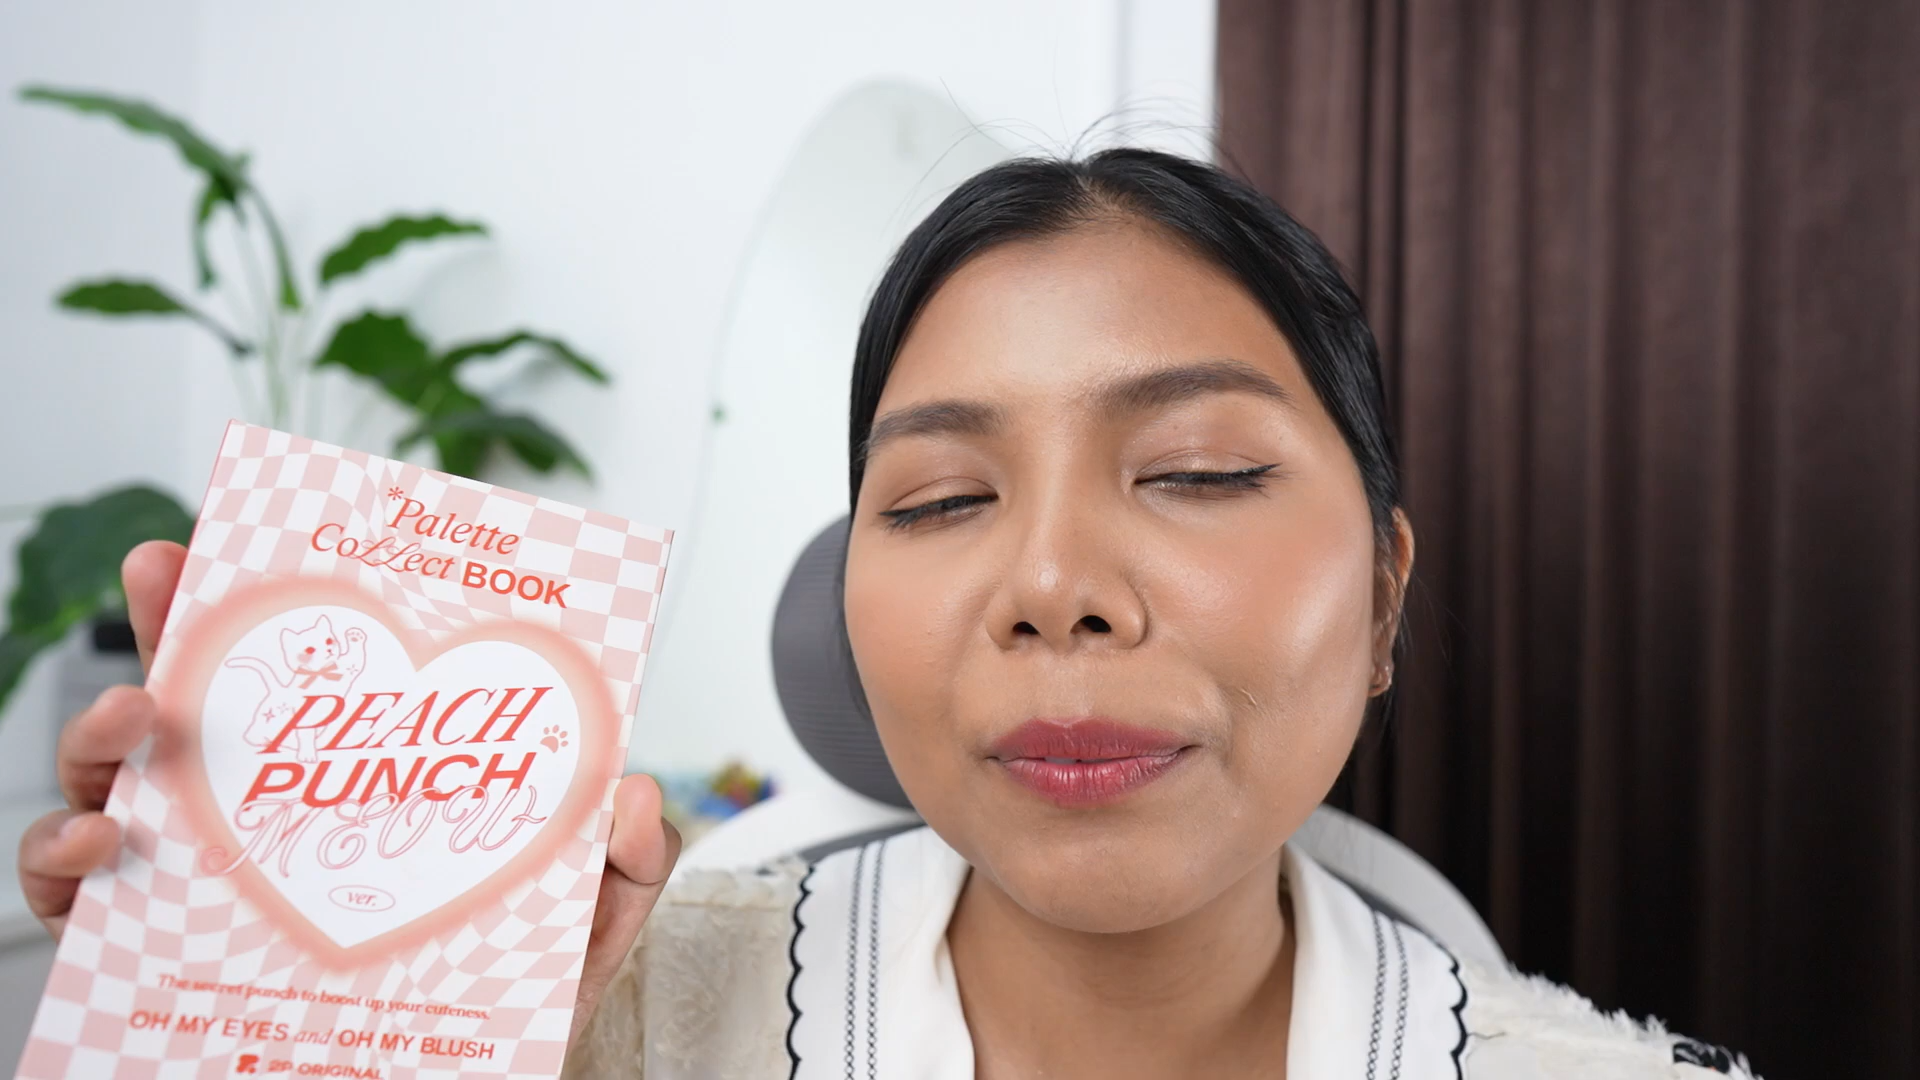 *Palette
Collect BOOK
PEACH
PUNCH
MEOW
ver.
The secret punch to boost up your cuteness.
OH MY EYES and OH MY BLUSH
2P ORIGINAL